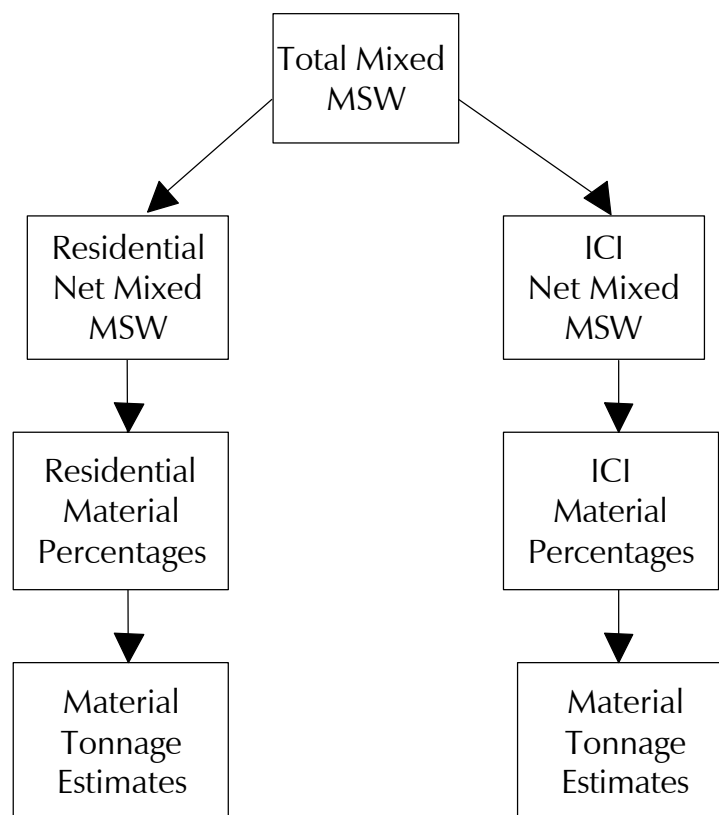 Total Mixed
MSW
Residential
Net Mixed
MSW
ICI
Net Mixed
MSW
Residential
Material
Percentages
ICI
Material
Percentages
Material
Tonnage
Estimates
Material
Tonnage
Estimates